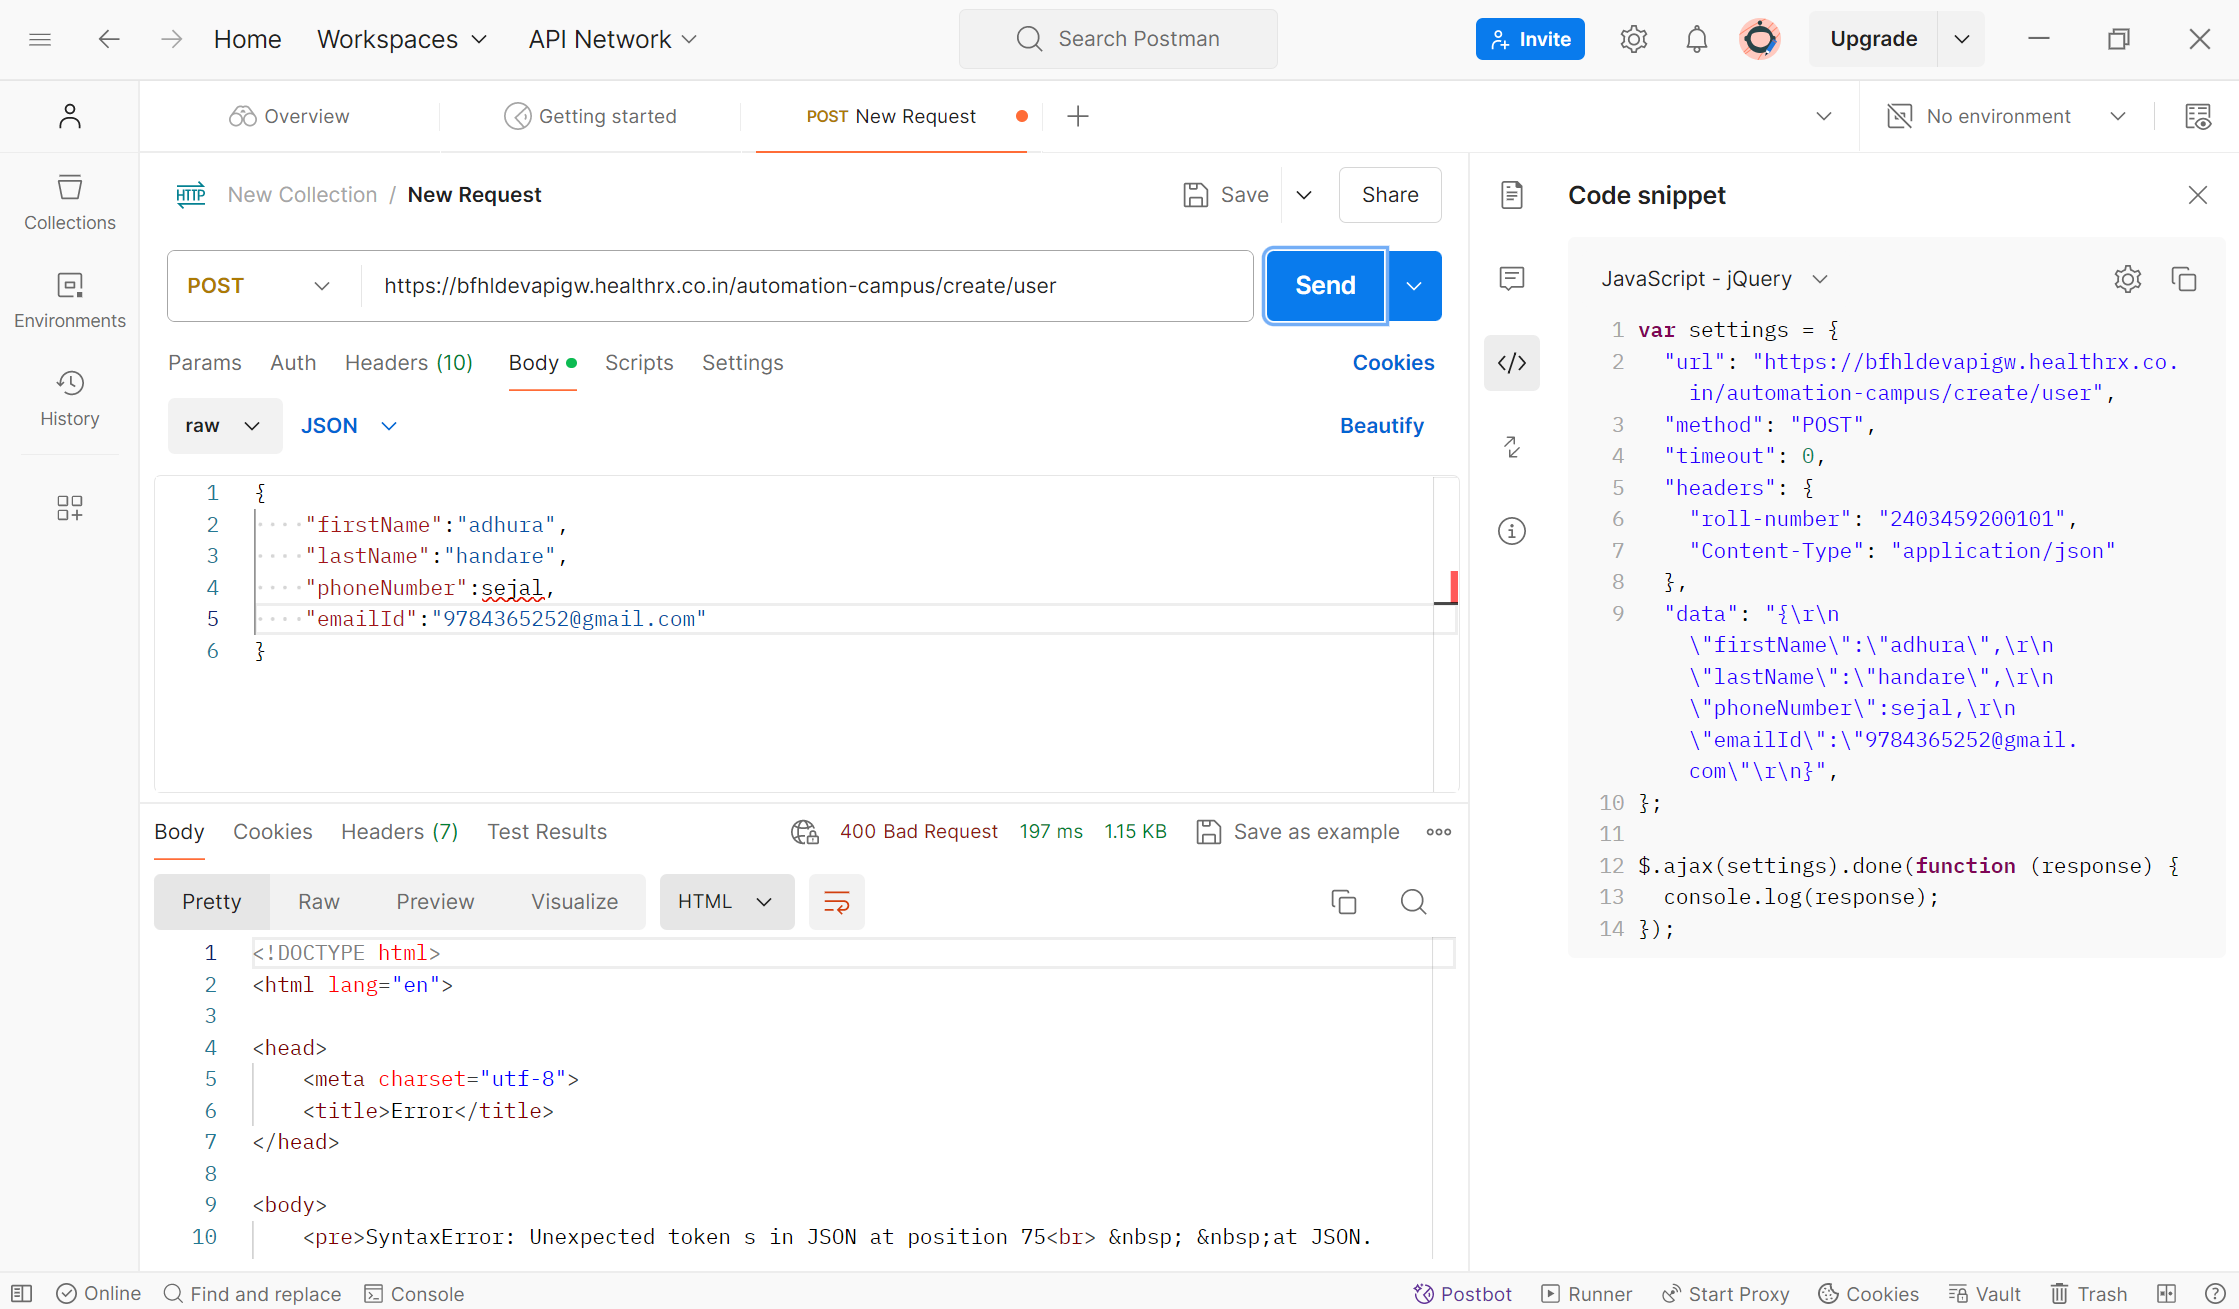 Home Workspaces API Network Search Postman Invite Upgrade
Overview Getting started POST New Request No environment
Collections
Environments
History
New Collection / New Request Save Share
POST https://bfhldevapigw.healthrx.co.in/automation-campus/create/user Send
Params Auth Headers (10) Body Scripts Settings Cookies
raw JSON Beautify
1 {
2 "firstName":"adhura",
3 "lastName":"handare",
4 "phoneNumber":sejal,
5 "emailId":"9784365252@gmail.com"
6 }
Body Cookies Headers (7) Test Results 400 Bad Request 197 ms 1.15 KB Save as example
Pretty Raw Preview Visualize HTML
1 <!DOCTYPE html>
2 <html lang="en">
3
4 <head>
5 <meta charset="utf-8">
6 <title>Error</title>
7 </head>
8
9 <body>
10 <pre>SyntaxError: Unexpected token s in JSON at position 75<br> &nbsp; &nbsp;at JSON.
Code snippet
JavaScript - jQuery
1 var settings = {
2 "url": "https://bfhldevapigw.healthrx.co.
in/automation-campus/create/user",
3 "method": "POST",
4 "timeout": 0,
5 "headers": {
6 "roll-number": "2403459200101",
7 "Content-Type": "application/json"
8 },
9 "data": "{\r\n
\"firstName\":\"adhura\",\r\n
\"lastName\":\"handare\",\r\n
\"phoneNumber\":sejal,\r\n
\"emailId\":\"9784365252@gmail.
com\"\r\n}",
10 };
11
12 $.ajax(settings).done(function (response) {
13 console.log(response);
14 });
Online Find and replace Console Postbot Runner Start Proxy Cookies Vault Trash